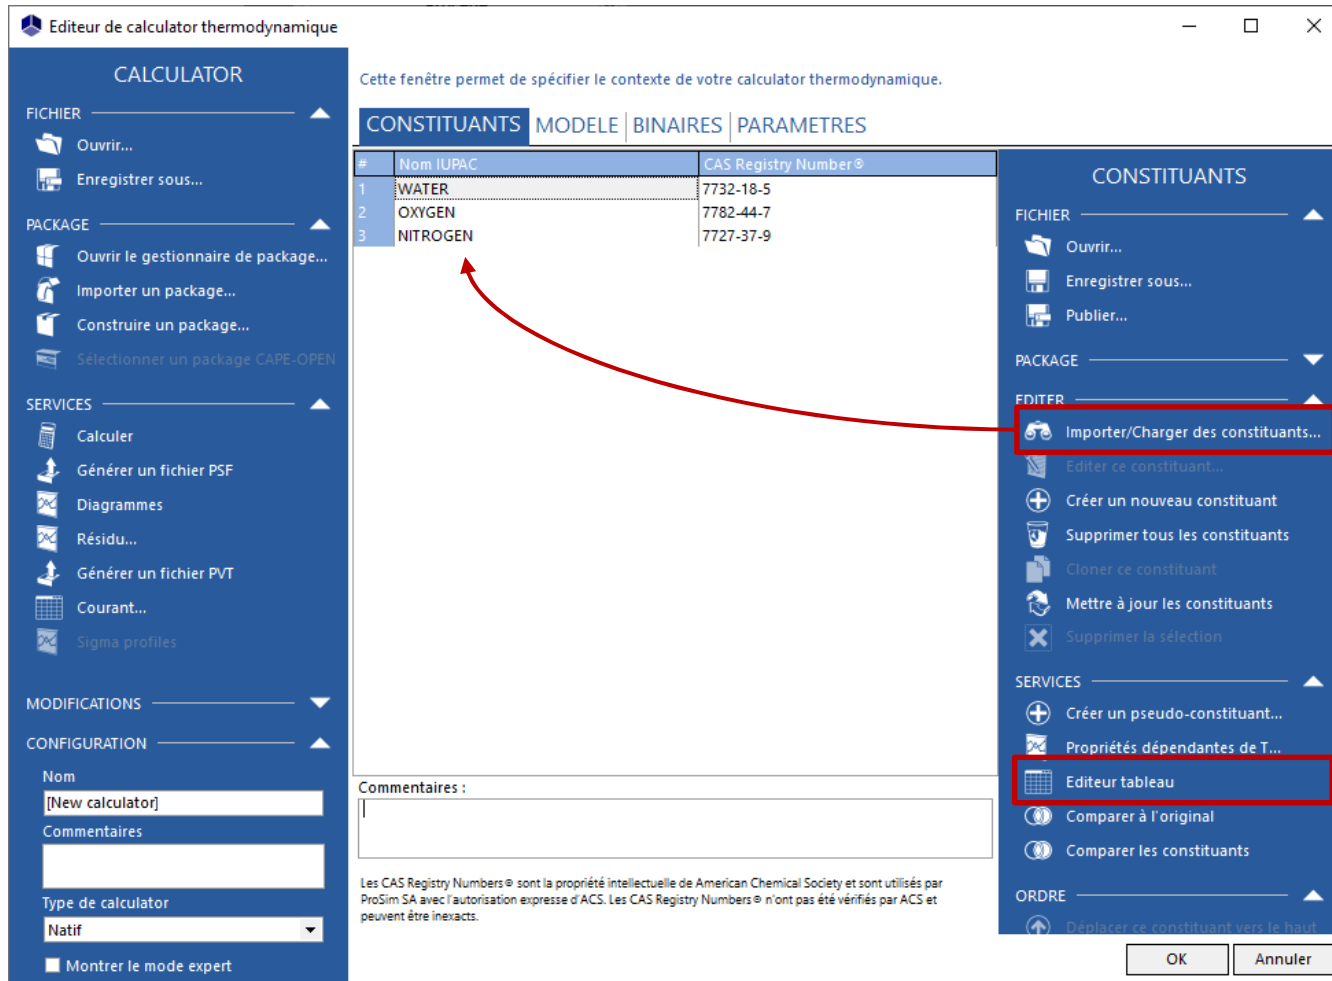 Editeur de calculator thermodynamique
CALCULATOR
FICHIER
Ouvrir...
Enregistrer sous...
PACKAGE
Ouvrir le gestionnaire de package...
Importer un package...
Construire un package...
Sélectionner un package CAPE-OPEN
SERVICES
Calculer
Générer un fichier PSF
Diagrammes
Résidu...
Générer un fichier PVT
Courant...
Sigma profiles
MODIFICATIONS
CONFIGURATION
Nom
[New calculator]
Commentaires
Type de calculator
Natif
Montrer le mode expert
Cette fenêtre permet de spécifier le contexte de votre calculator thermodynamique.
CONSTITUANTS MODELE BINAIRES PARAMETRES
# Nom IUPAC CAS Registry Number®
1 WATER 7732-18-5
2 OXYGEN 7782-44-7
3 NITROGEN 7727-37-9
Commentaires :
Les CAS Registry Numbers® sont la propriété intellectuelle de American Chemical Society et sont utilisés par
ProSim SA avec l'autorisation expresse d'ACS. Les CAS Registry Numbers® n'ont pas été vérifiés par ACS et
peuvent être inexacts.
CONSTITUANTS
FICHIER
Ouvrir...
Enregistrer sous...
Publier...
PACKAGE
EDITER
Importer/Charger des constituants...
Editer ce constituant...
Créer un nouveau constituant
Supprimer tous les constituants
Cloner ce constituant
Mettre à jour les constituants
Supprimer la sélection
SERVICES
Créer un pseudo-constituant...
Propriétés dépendantes de T...
Editeur tableau
Comparer à l'original
Comparer les constituants
ORDRE
Déplacer ce constituant vers le haut
OK Annuler